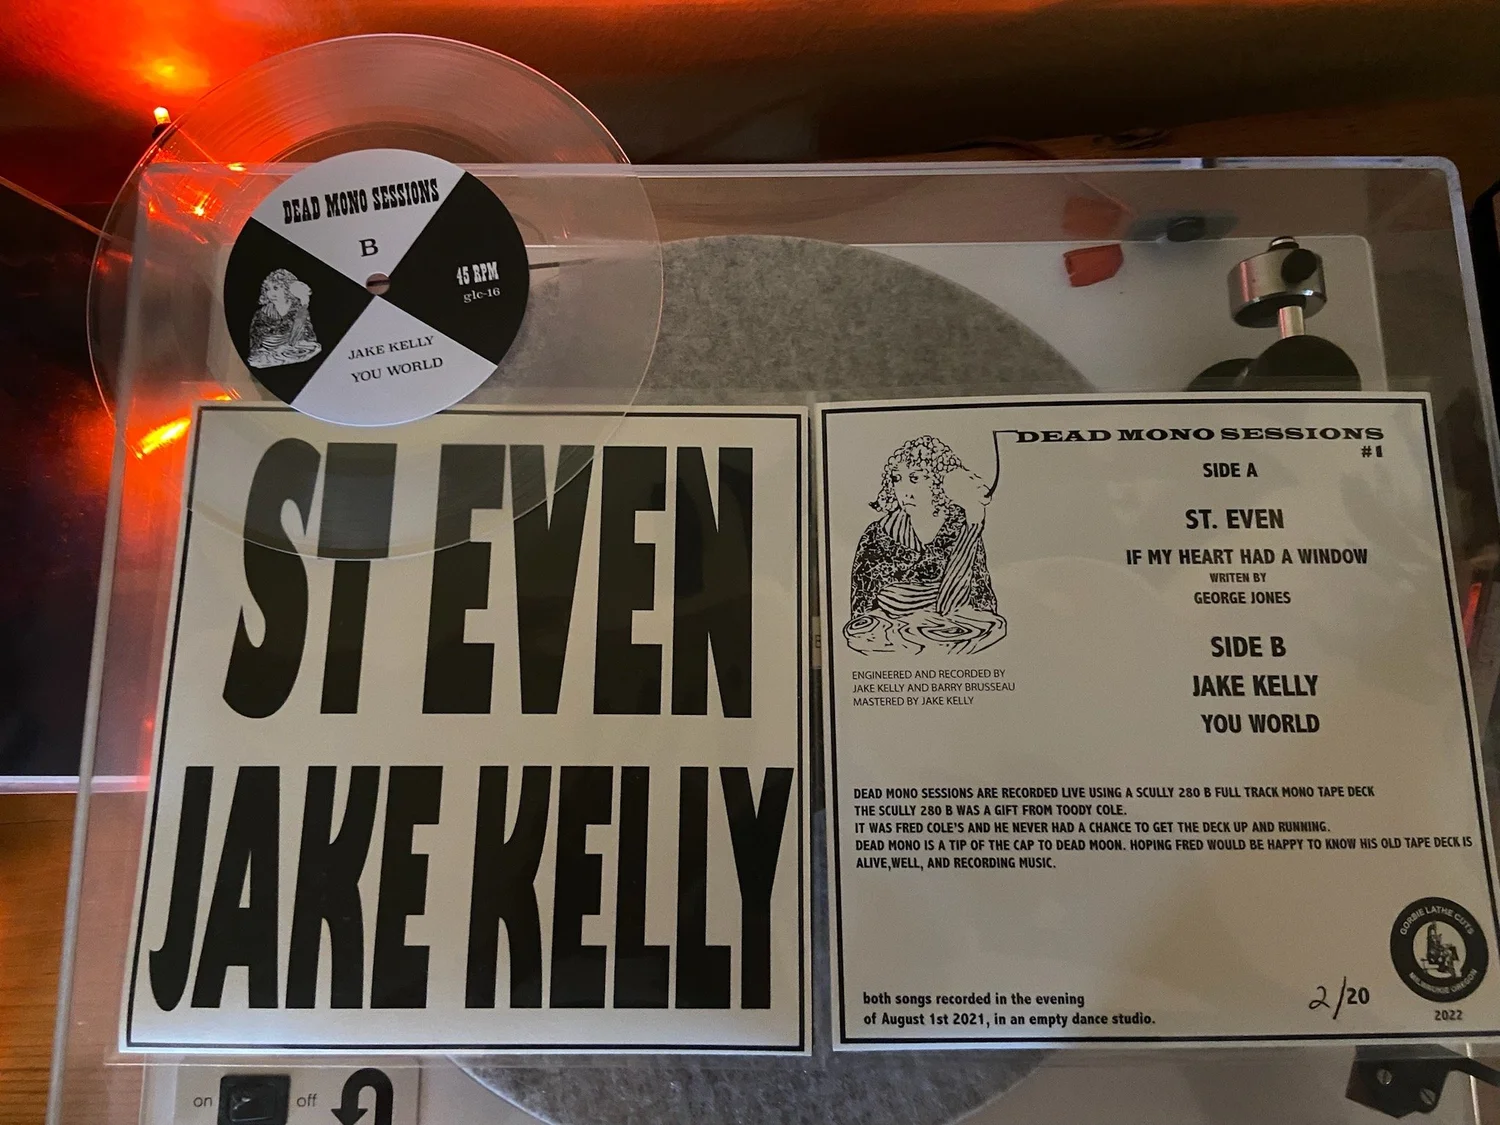 DEAD MONO SESSIONS
B
45 RPM
glc-16
JAKE KELLY
YOU WORLD
ST EVEN
JAKE KELLY
DEAD MONO SESSIONS
#1
SIDE A
ST. EVEN
IF MY HEART HAD A WINDOW
WRITEN BY
GEORGE JONES
SIDE B
JAKE KELLY
YOU WORLD
ENGINEERED AND RECORDED BY
JAKE KELLY AND BARRY BRUSSEAU
MASTERED BY JAKE KELLY
DEAD MONO SESSIONS ARE RECORDED LIVE USING A SCULLY 280 B FULL TRACK MONO TAPE DECK
THE SCULLY 280 B WAS A GIFT FROM TOODY COLE.
IT WAS FRED COLE'S AND HE NEVER HAD A CHANCE TO GET THE DECK UP AND RUNNING.
DEAD MONO IS A TIP OF THE CAP TO DEAD MOON. HOPING FRED WOULD BE HAPPY TO KNOW HIS OLD TAPE DECK IS
ALIVE,WELL, AND RECORDING MUSIC.
both songs recorded in the evening
of August 1st 2021, in an empty dance studio.
2/20
GORBIE LATHE CUTS
MILWAUKIE OREGON
2022
on off